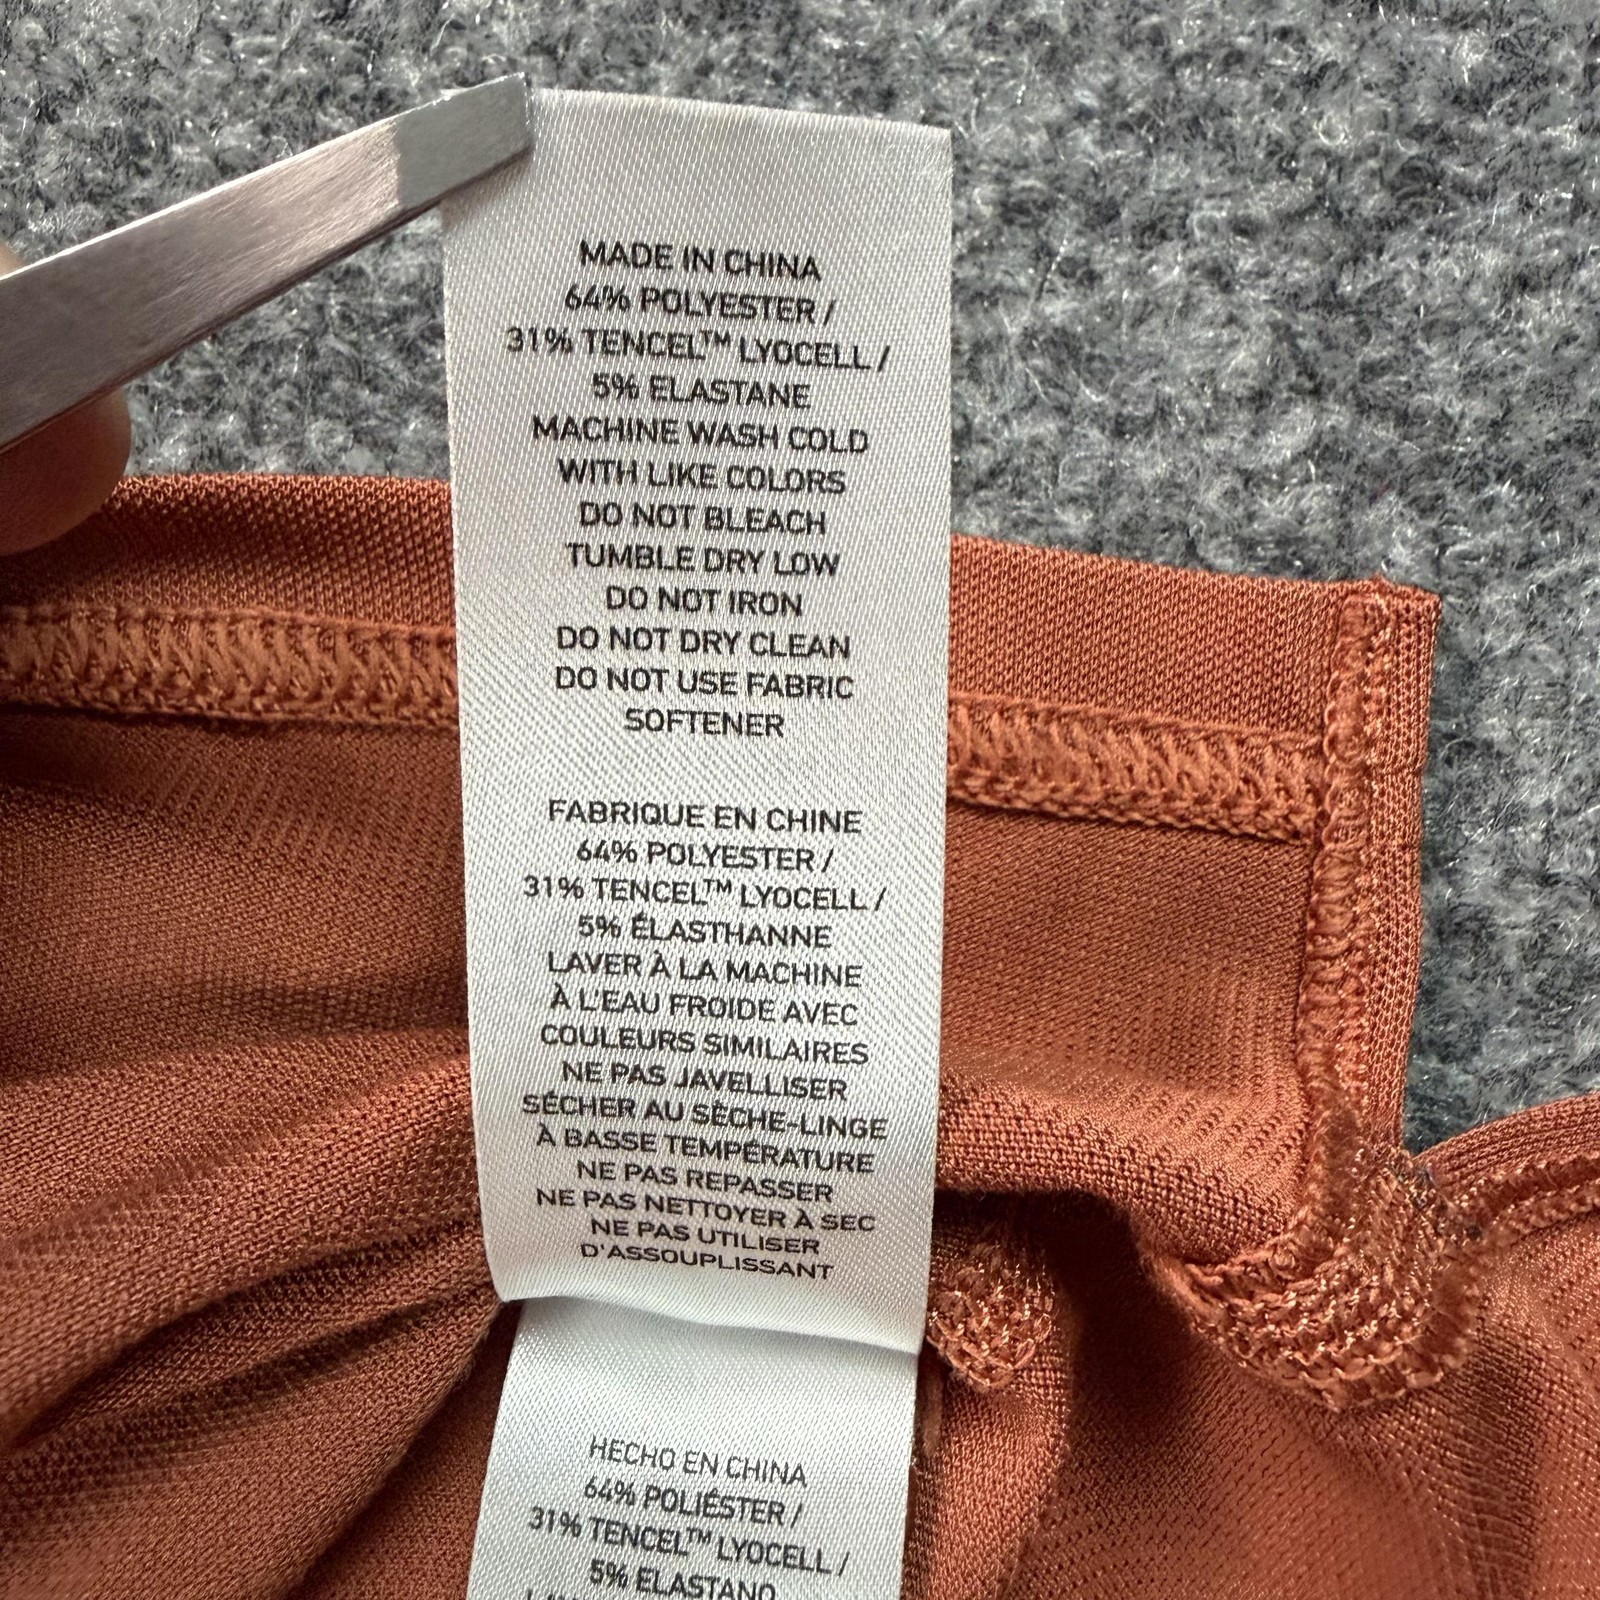 MADE IN CHINA
64% POLYESTER /
31% TENCEL™ LYOCELL /
5% ELASTANE
MACHINE WASH COLD
WITH LIKE COLORS
DO NOT BLEACH
TUMBLE DRY LOW
DO NOT IRON
DO NOT DRY CLEAN
DO NOT USE FABRIC
SOFTENER
FABRIQUE EN CHINE
64% POLYESTER /
31% TENCEL™ LYOCELL /
5% ÉLASTHANNE
LAVER À LA MACHINE
À L'EAU FROIDE AVEC
COULEURS SIMILAIRES
NE PAS JAVELLISER
SÉCHER AU SÈCHE-LINGE
À BASSE TEMPÉRATURE
NE PAS REPASSER
NE PAS NETTOYER À SEC
NE PAS UTILISER
D'ASSOUPLISSANT
HECHO EN CHINA
64% POLIÉSTER /
31% TENCEL™ LYOCELL /
5% ELASTANO